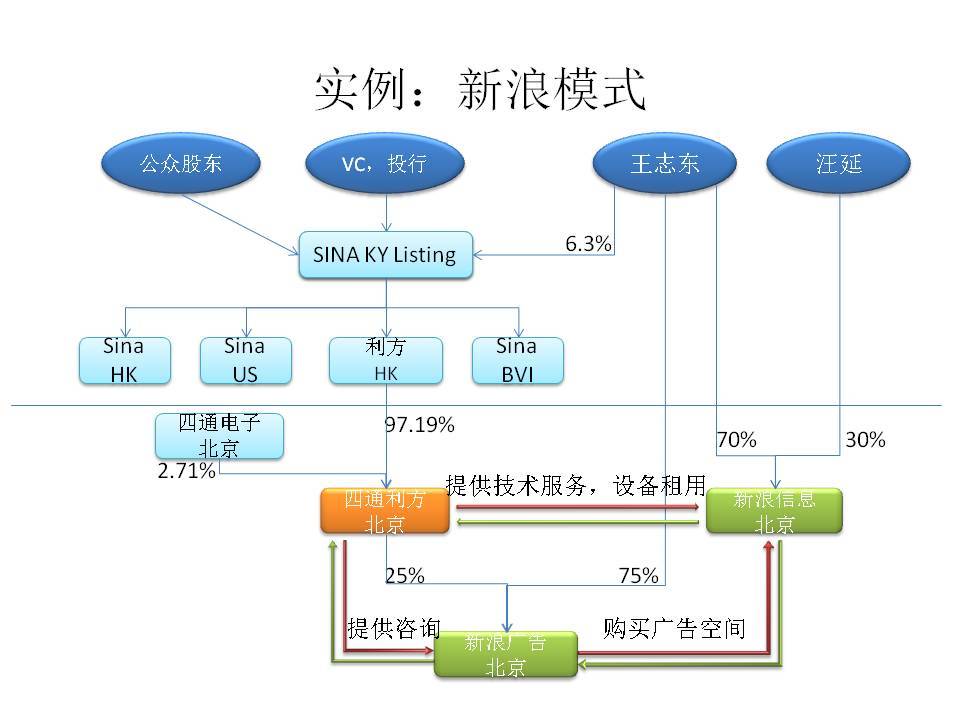 实例：新浪模式
公众股东
VC，投行
王志东
汪延
6.3%
SINA KY Listing
Sina
HK
Sina
US
利方
HK
Sina
BVI
四通电子
北京
97.19%
70%
30%
2.71%
提供技术服务，设备租用
四通利方
北京
新浪信息
北京
25%
75%
提供咨询
购买广告空间
新浪广告
北京